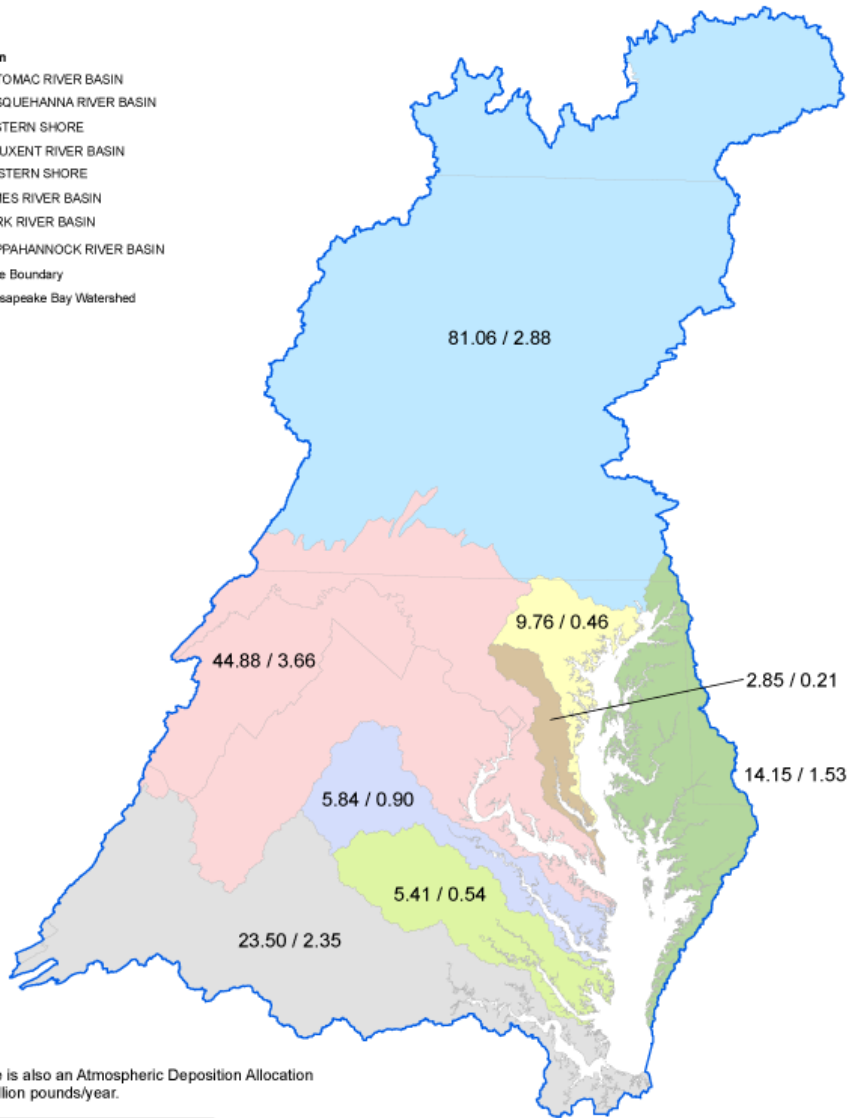 n
TOMAC RIVER BASIN
SQUEHANNA RIVER BASIN
STERN SHORE
UXENT RIVER BASIN
STERN SHORE
MES RIVER BASIN
RK RIVER BASIN
PPAHANNOCK RIVER BASIN
e Boundary
sapeake Bay Watershed
81.06 / 2.88
9.76 / 0.46
44.88 / 3.66
2.85 / 0.21
14.15 / 1.53
5.84 / 0.90
5.41 / 0.54
23.50 / 2.35
e is also an Atmospheric Deposition Allocation
llion pounds/year.